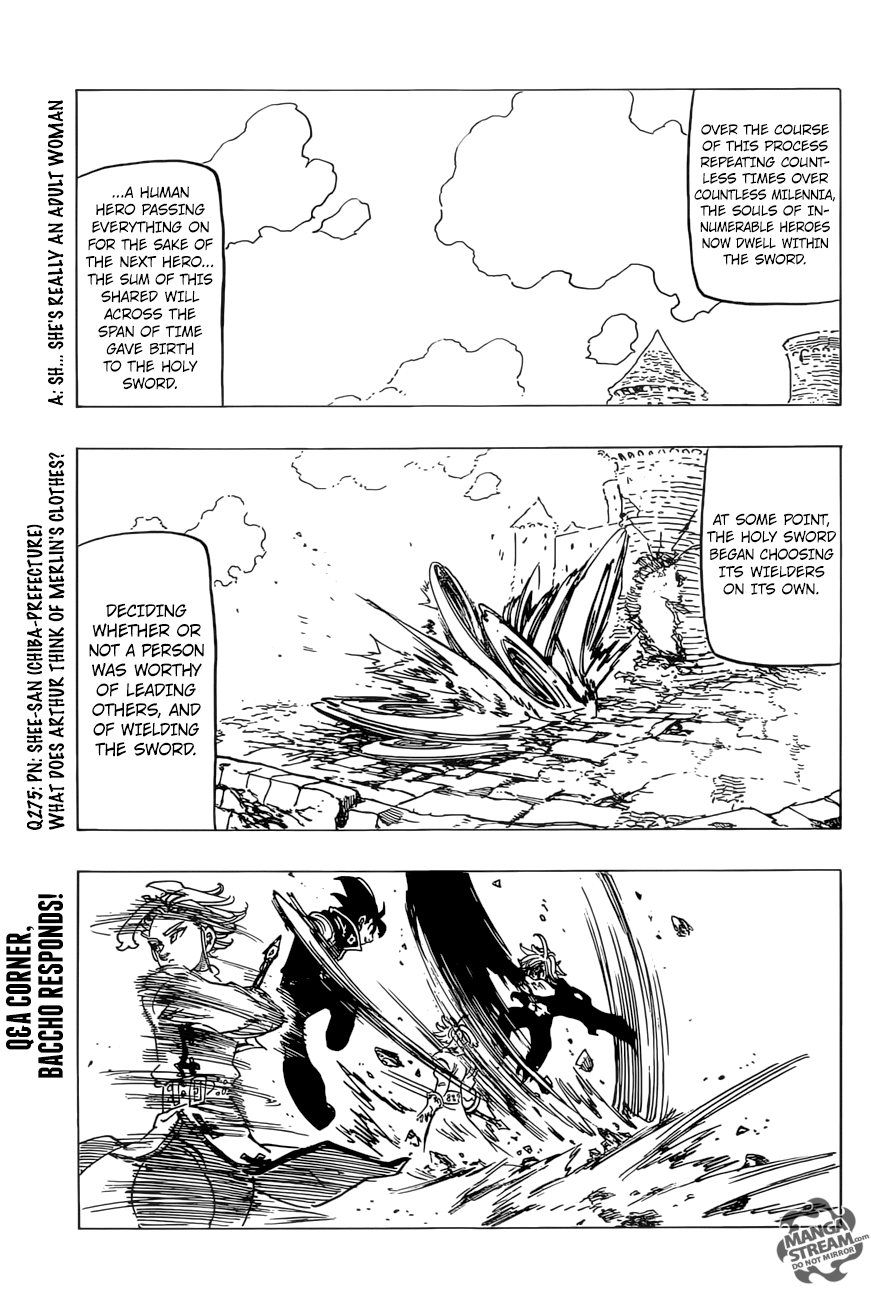 OVER THE COURSE
OF THIS PROCESS
REPEATING COUNT-
LESS TIMES OVER
COUNTLESS MILENNIA,
THE SOULS OF IN-
NUMERABLE HEROES
NOW DWELL WITHIN
THE SWORD.
...A HUMAN
HERO PASSING
EVERYTHING ON
FOR THE SAKE OF
THE NEXT HERO...
THE SUM OF THIS
SHARED WILL
ACROSS THE
SPAN OF TIME
GAVE BIRTH
TO THE HOLY
SWORD.
AT SOME POINT,
THE HOLY SWORD
BEGAN CHOOSING
ITS WIELDERS
ON ITS OWN.
DECIDING
WHETHER OR
NOT A PERSON
WAS WORTHY
OF LEADING
OTHERS, AND
OF WIELDING
THE SWORD.
Q&A CORNER,
BACCHO RESPONDS!
Q275: PN: SHEE-SAN (CHIBA-PREFECTURE)
WHAT DOES ARTHUR THINK OF MERLIN'S CLOTHES?
A: SH... SHE'S REALLY AN ADULT WOMAN
MANGA
STREAM.com
DO NOT MIRROR